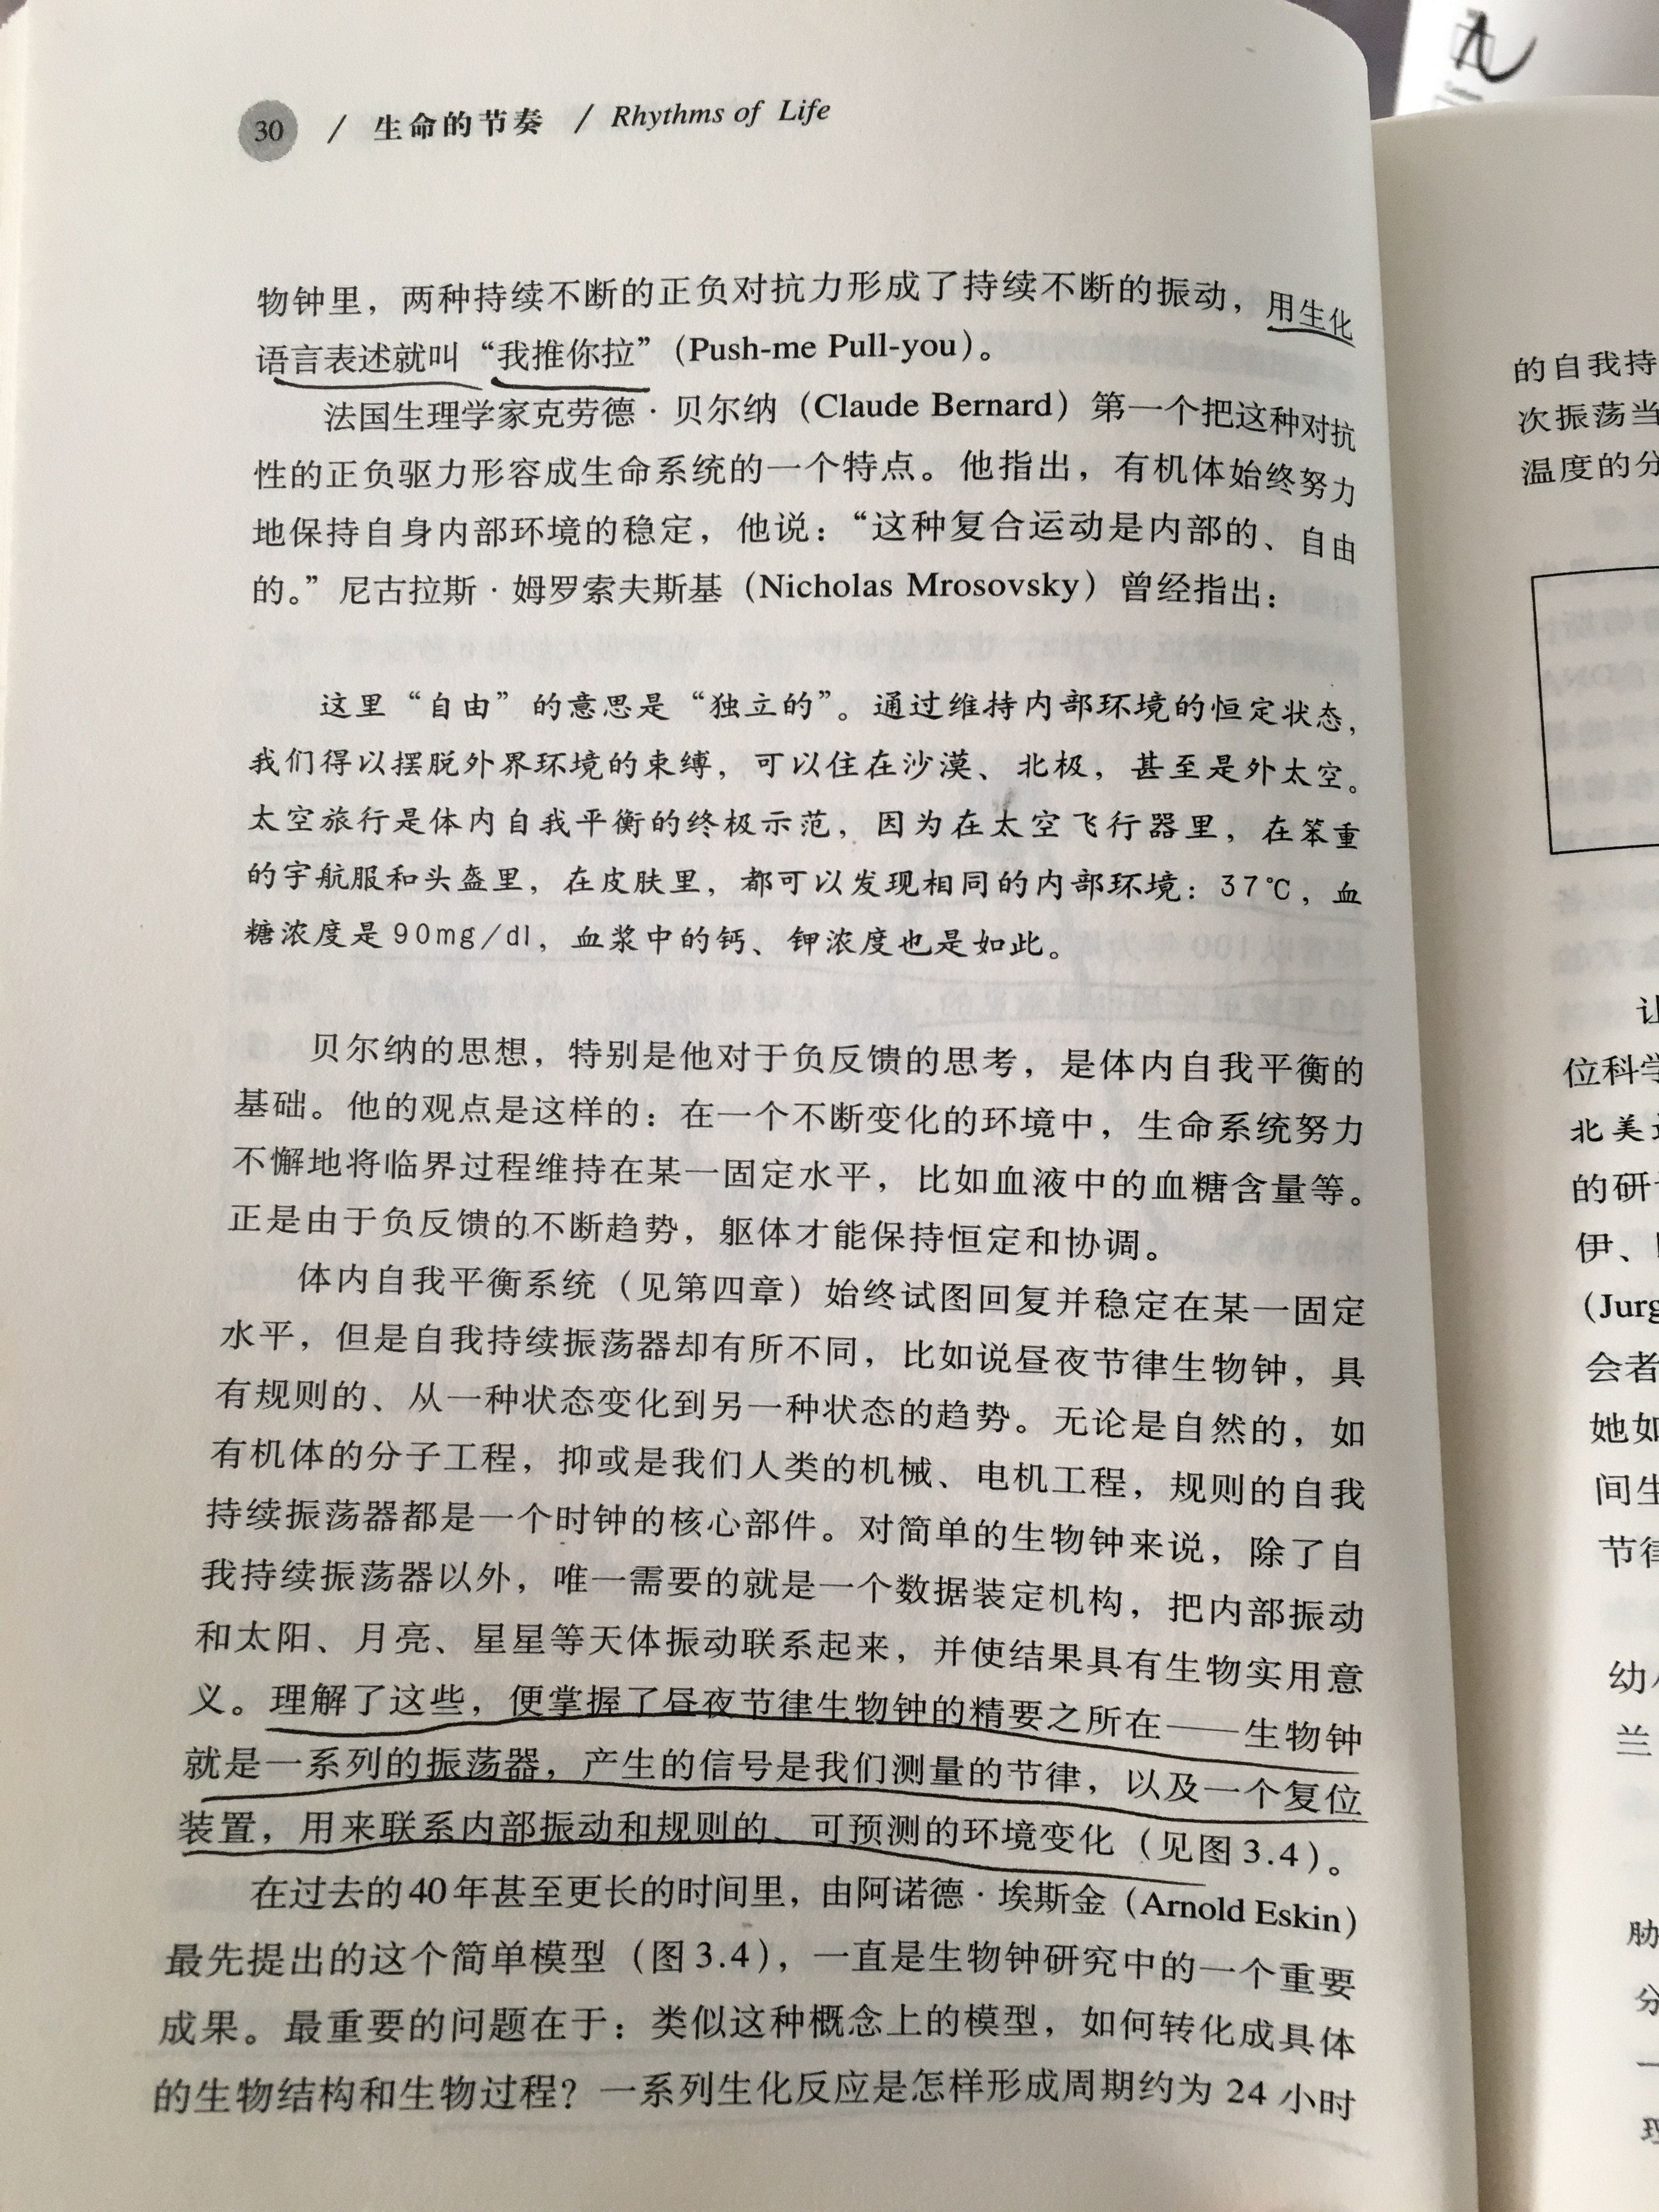 30 / 生命的节奏 / Rhythms of Life
物钟里，两种持续不断的正负对抗力形成了持续不断的振动，用生化
语言表述就叫“我推你拉”（Push-me Pull-you）。
法国生理学家克劳德·贝尔纳（Claude Bernard）第一个把这种对抗
性的正负驱力形容成生命系统的一个特点。他指出，有机体始终努力
地保持自身内部环境的稳定，他说：“这种复合运动是内部的、自由
的。”尼古拉斯·姆罗索夫斯基（Nicholas Mrosovsky）曾经指出：
这里“自由”的意思是“独立的”。通过维持内部环境的恒定状态，
我们得以摆脱外界环境的束缚，可以住在沙漠、北极，甚至是外太空。
太空旅行是体内自我平衡的终极示范，因为在太空飞行器里，在笨重
的宇航服和头盔里，在皮肤里，都可以发现相同的内部环境：37℃，血
糖浓度是90mg/dl，血浆中的钙、钾浓度也是如此。
贝尔纳的思想，特别是他对于负反馈的思考，是体内自我平衡的
基础。他的观点是这样的：在一个不断变化的环境中，生命系统努力
不懈地将临界过程维持在某一固定水平，比如血液中的血糖含量等。
正是由于负反馈的不断趋势，躯体才能保持恒定和协调。
体内自我平衡系统（见第四章）始终试图回复并稳定在某一固定
水平，但是自我持续振荡器却有所不同，比如说昼夜节律生物钟，具
有规则的、从一种状态变化到另一种状态的趋势。无论是自然的，如
有机体的分子工程，抑或是我们人类的机械、电机工程，规则的自我
持续振荡器都是一个时钟的核心部件。对简单的生物钟来说，除了自
我持续振荡器以外，唯一需要的就是一个数据装定机构，把内部振动
和太阳、月亮、星星等天体振动联系起来，并使结果具有生物实用意
义。理解了这些，便掌握了昼夜节律生物钟的精要之所在——生物钟
就是一系列的振荡器，产生的信号是我们测量的节律，以及一个复位
装置，用来联系内部振动和规则的、可预测的环境变化（见图3.4）。
在过去的40年甚至更长的时间里，由阿诺德·埃斯金（Arnold Eskin）
最先提出的这个简单模型（图3.4），一直是生物钟研究中的一个重要
成果。最重要的问题在于：类似这种概念上的模型，如何转化成具体
的生物结构和生物过程？一系列生化反应是怎样形成周期约为24小时
的自我持
次振荡当
温度的分
让
位科学
北美
的研
伊、
(Jurg
会者
她如
间生
节律
幼
兰
胁
分
一
理